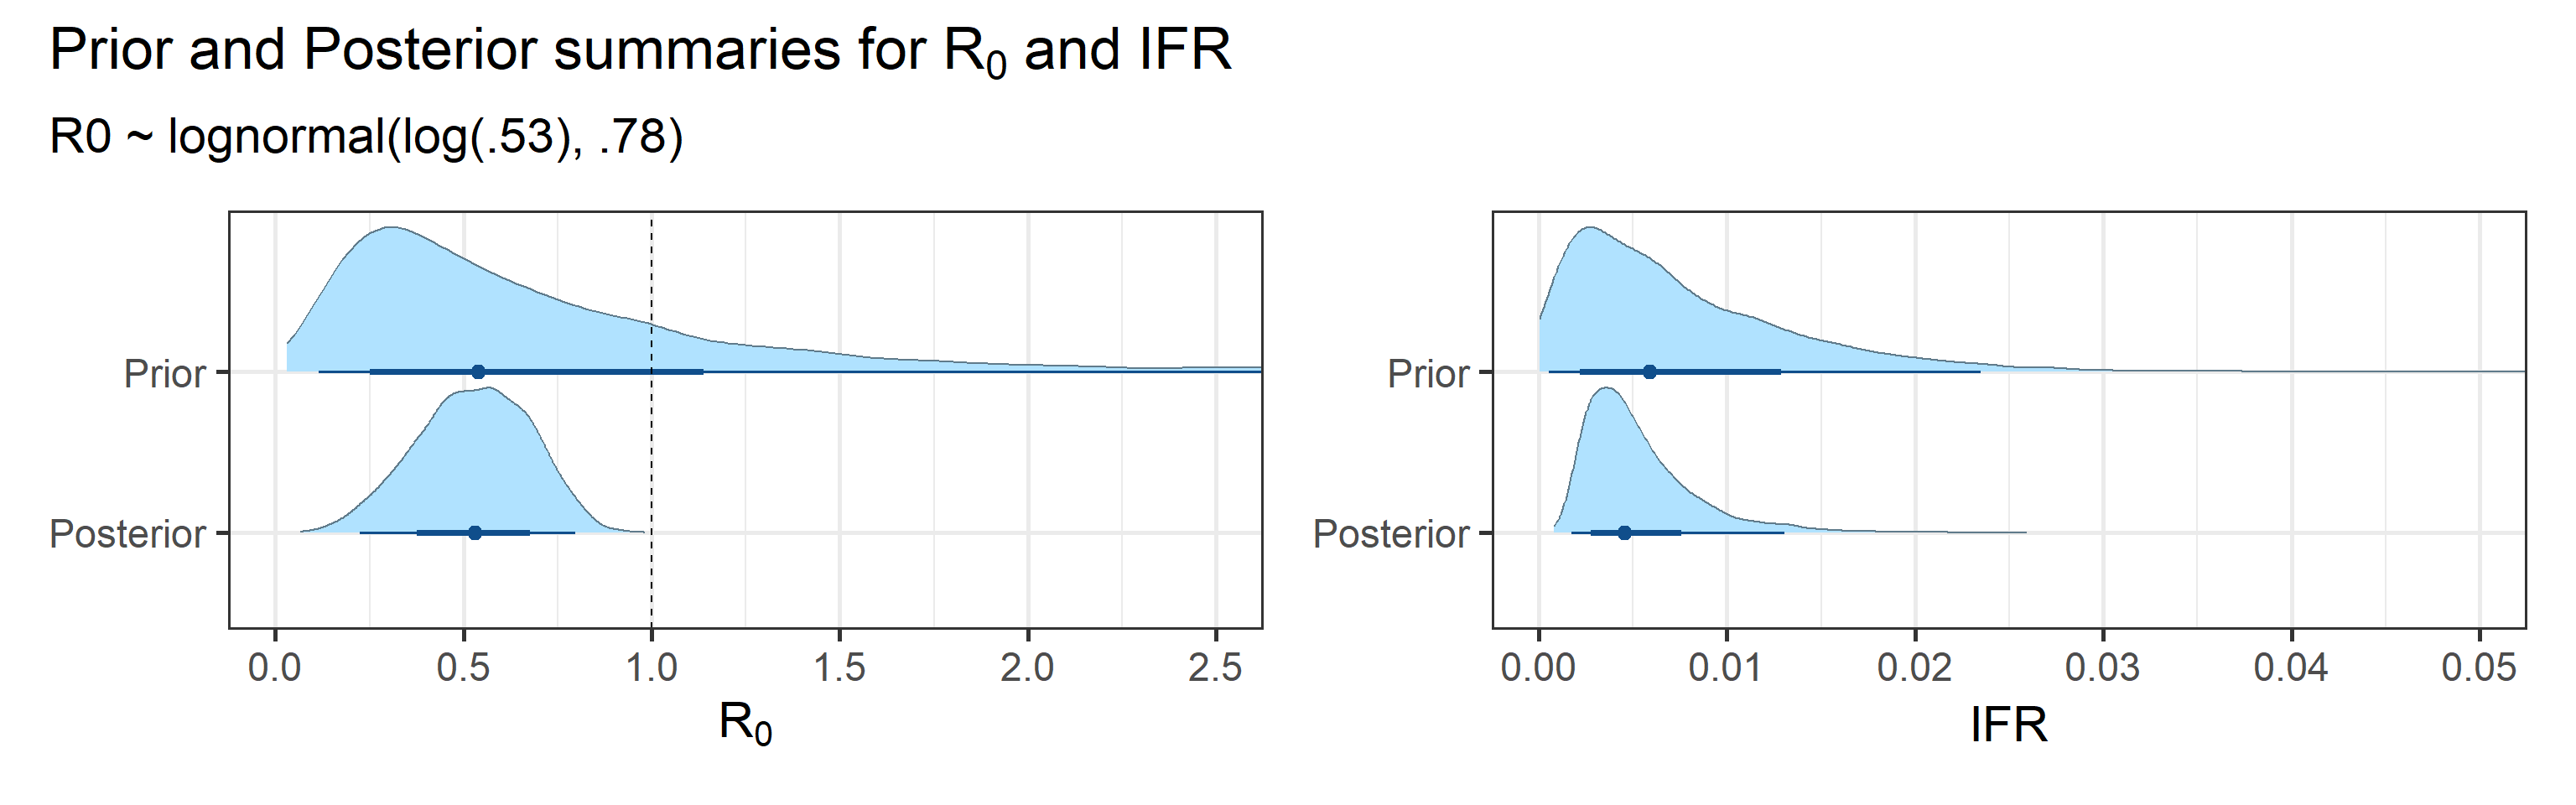 Prior and Posterior summaries for R₀ and IFR
R0 ~ lognormal(log(.53), .78)
Prior
Posterior
0.0 0.5 1.0 1.5 2.0 2.5
R₀
Prior
Posterior
0.00 0.01 0.02 0.03 0.04 0.05
IFR